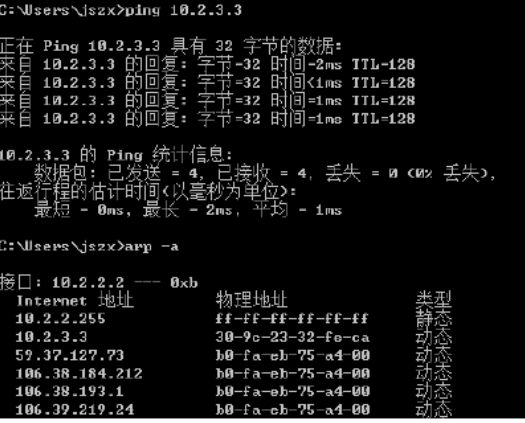 C:\Users\jszx>ping 10.2.3.3
正在 Ping 10.2.3.3 具有 32 字节的数据:
来自 10.2.3.3 的回复: 字节=32 时间=2ms TTL=128
来自 10.2.3.3 的回复: 字节=32 时间<1ms TTL=128
来自 10.2.3.3 的回复: 字节=32 时间=1ms TTL=128
来自 10.2.3.3 的回复: 字节=32 时间=1ms TTL=128
10.2.3.3 的 Ping 统计信息:
数据包: 已发送 = 4, 已接收 = 4, 丢失 = 0 (0% 丢失),
往返行程的估计时间(以毫秒为单位):
最短 = 0ms, 最长 = 2ms, 平均 = 1ms
C:\Users\jszx>arp -a
接口: 10.2.2.2 --- 0xb
Internet 地址 物理地址 类型
10.2.2.255 ff-ff-ff-ff-ff-ff 静态
10.2.3.3 30-9c-23-32-fe-ca 动态
59.37.127.73 b0-fa-eb-75-a4-00 动态
106.38.184.212 b0-fa-eb-75-a4-00 动态
106.38.193.1 b0-fa-eb-75-a4-00 动态
106.39.219.24 b0-fa-eb-75-a4-00 动态